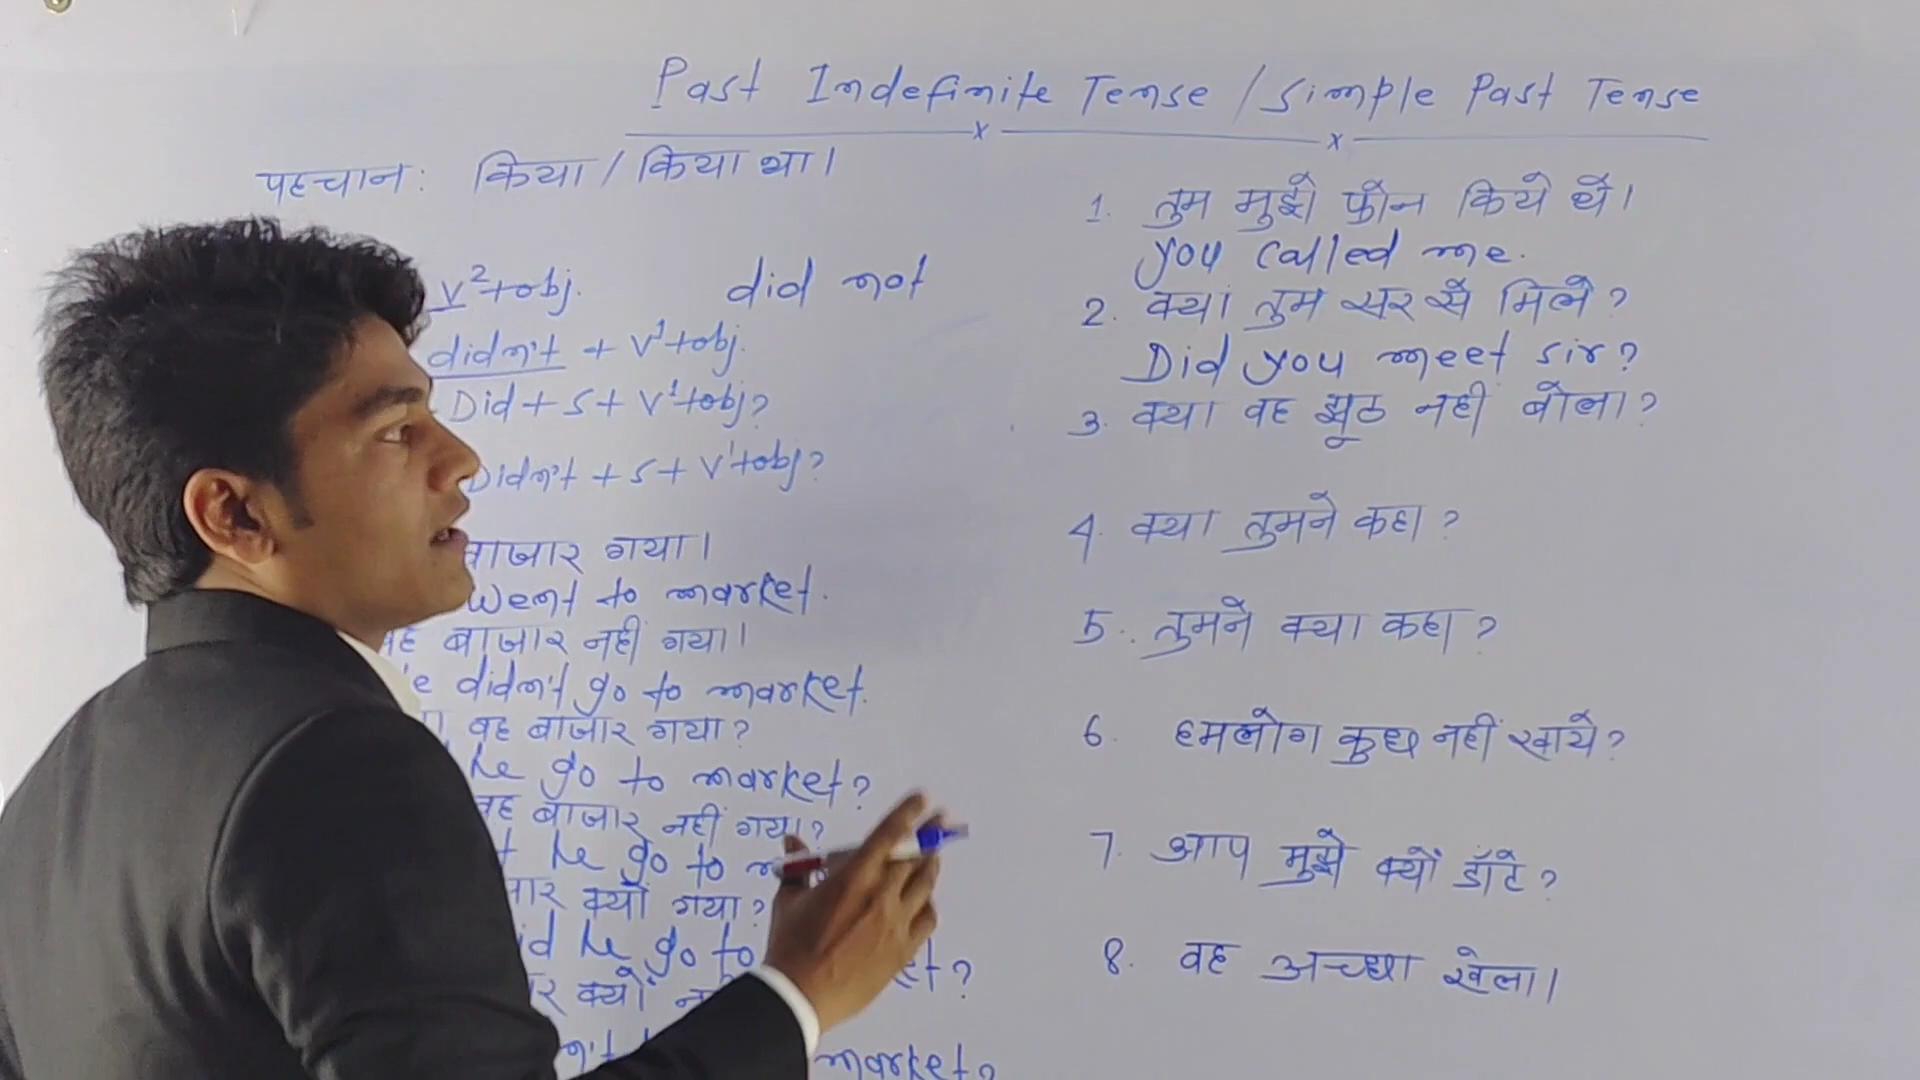 Past Indefinite Tense / Simple Past Tense
पहचान: किया / किया था।
V²+obj.
did not
didn't + V¹+obj.
Did + S + V¹+obj?
Didn't + S + V¹+obj?
बाजार गया।
Went to market.
वह बाजार नहीं गया।
didn't go to market.
वह बाजार गया?
he go to market?
वह बाजार नहीं गया?
he go to
क्यों गया?
he go to
क्यों
market?
1. तुम मुझे फोन किये थे।
you called me.
2. क्या तुम सर से मिले?
Did you meet sir?
3. क्या वह झूठ नहीं बोला?
4. क्या तुमने कहा?
5. तुमने क्या कहा?
6. हमलोग कुछ नहीं खाये?
7. आप मुझे क्यों डाँटे?
8. वह अच्छा खेला।